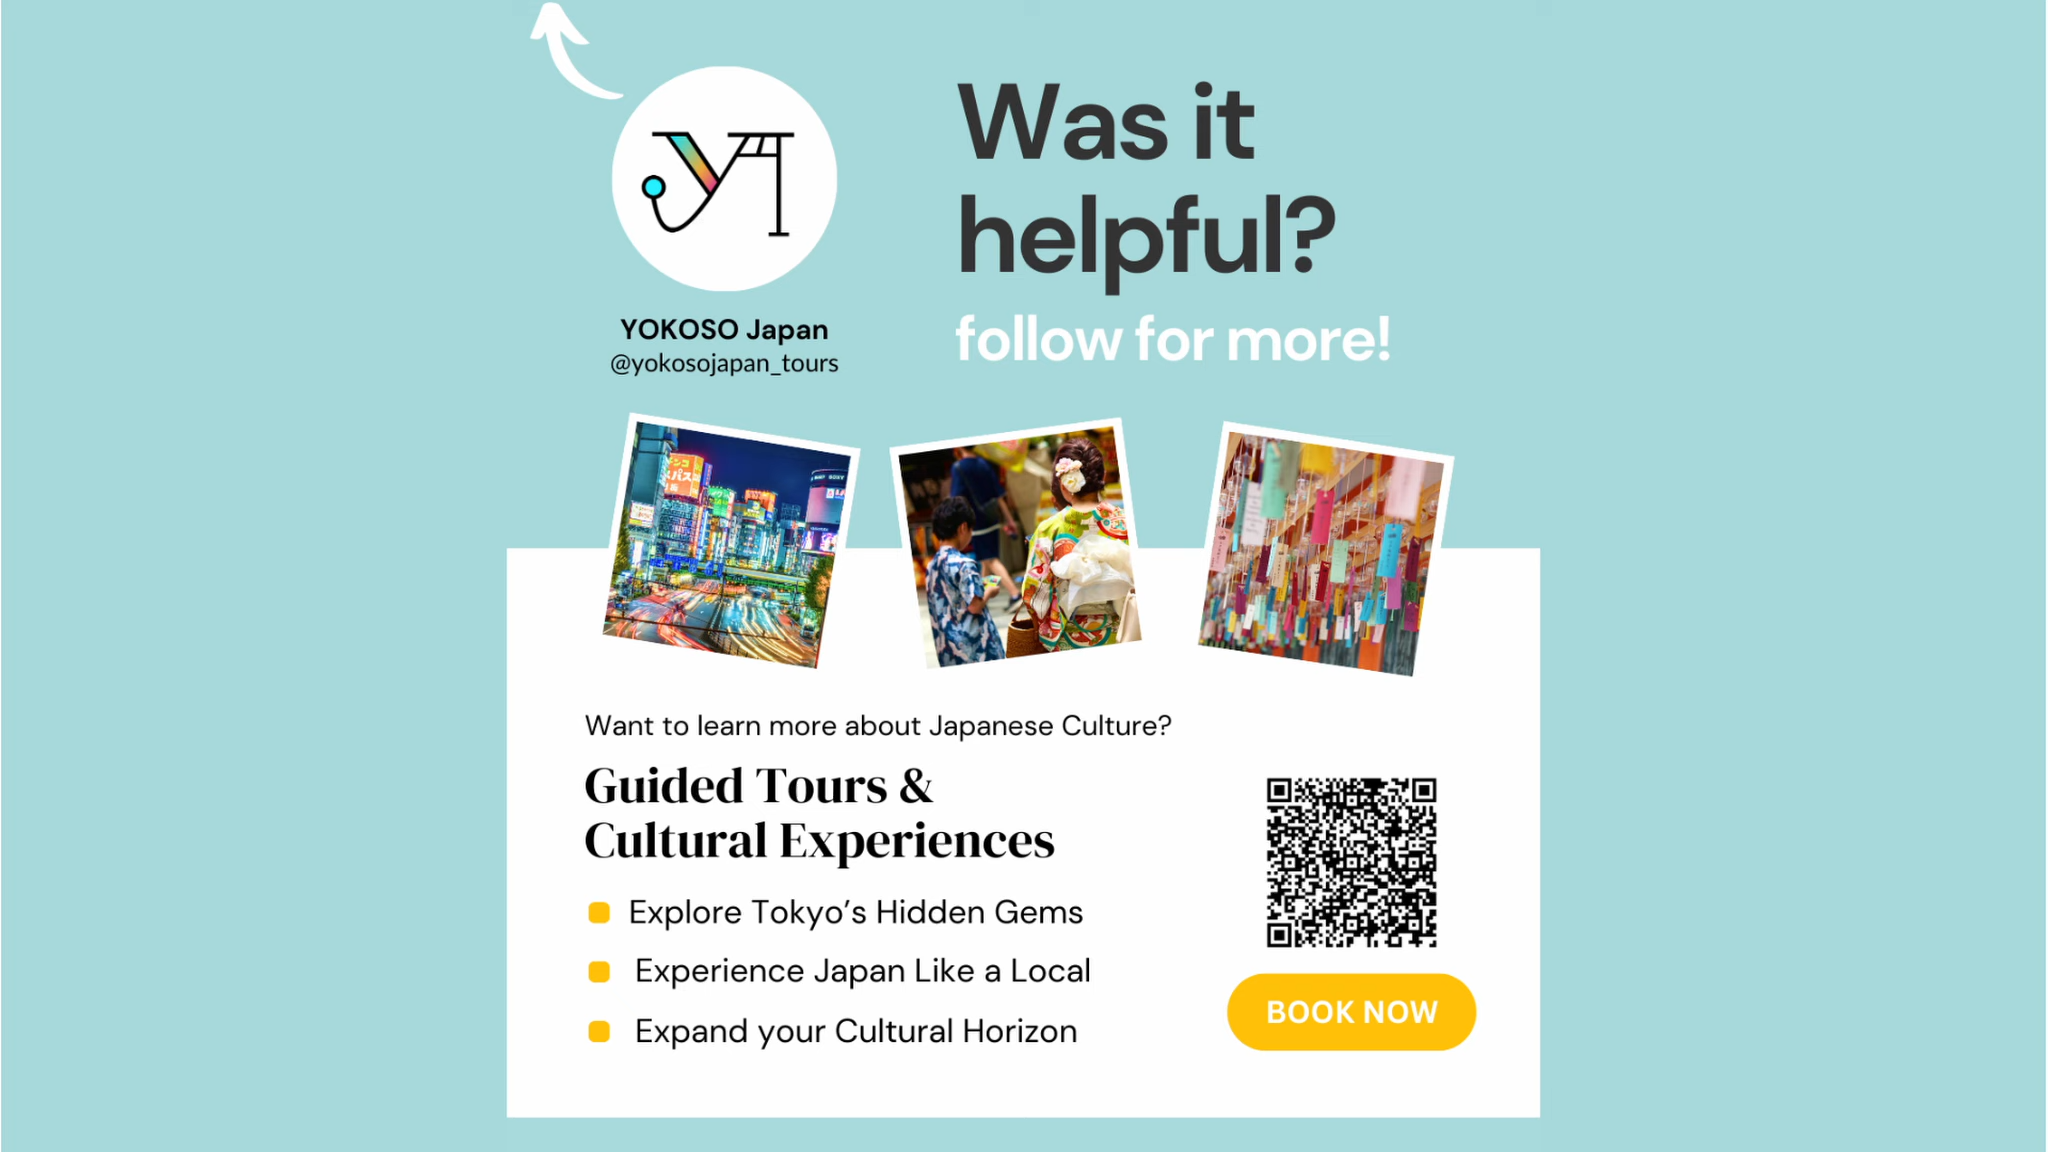 YOKOSO Japan
@yokosojapan_tours
Was it
helpful?
follow for more!
Want to learn more about Japanese Culture?
Guided Tours &
Cultural Experiences
Explore Tokyo’s Hidden Gems
Experience Japan Like a Local
Expand your Cultural Horizon
BOOK NOW